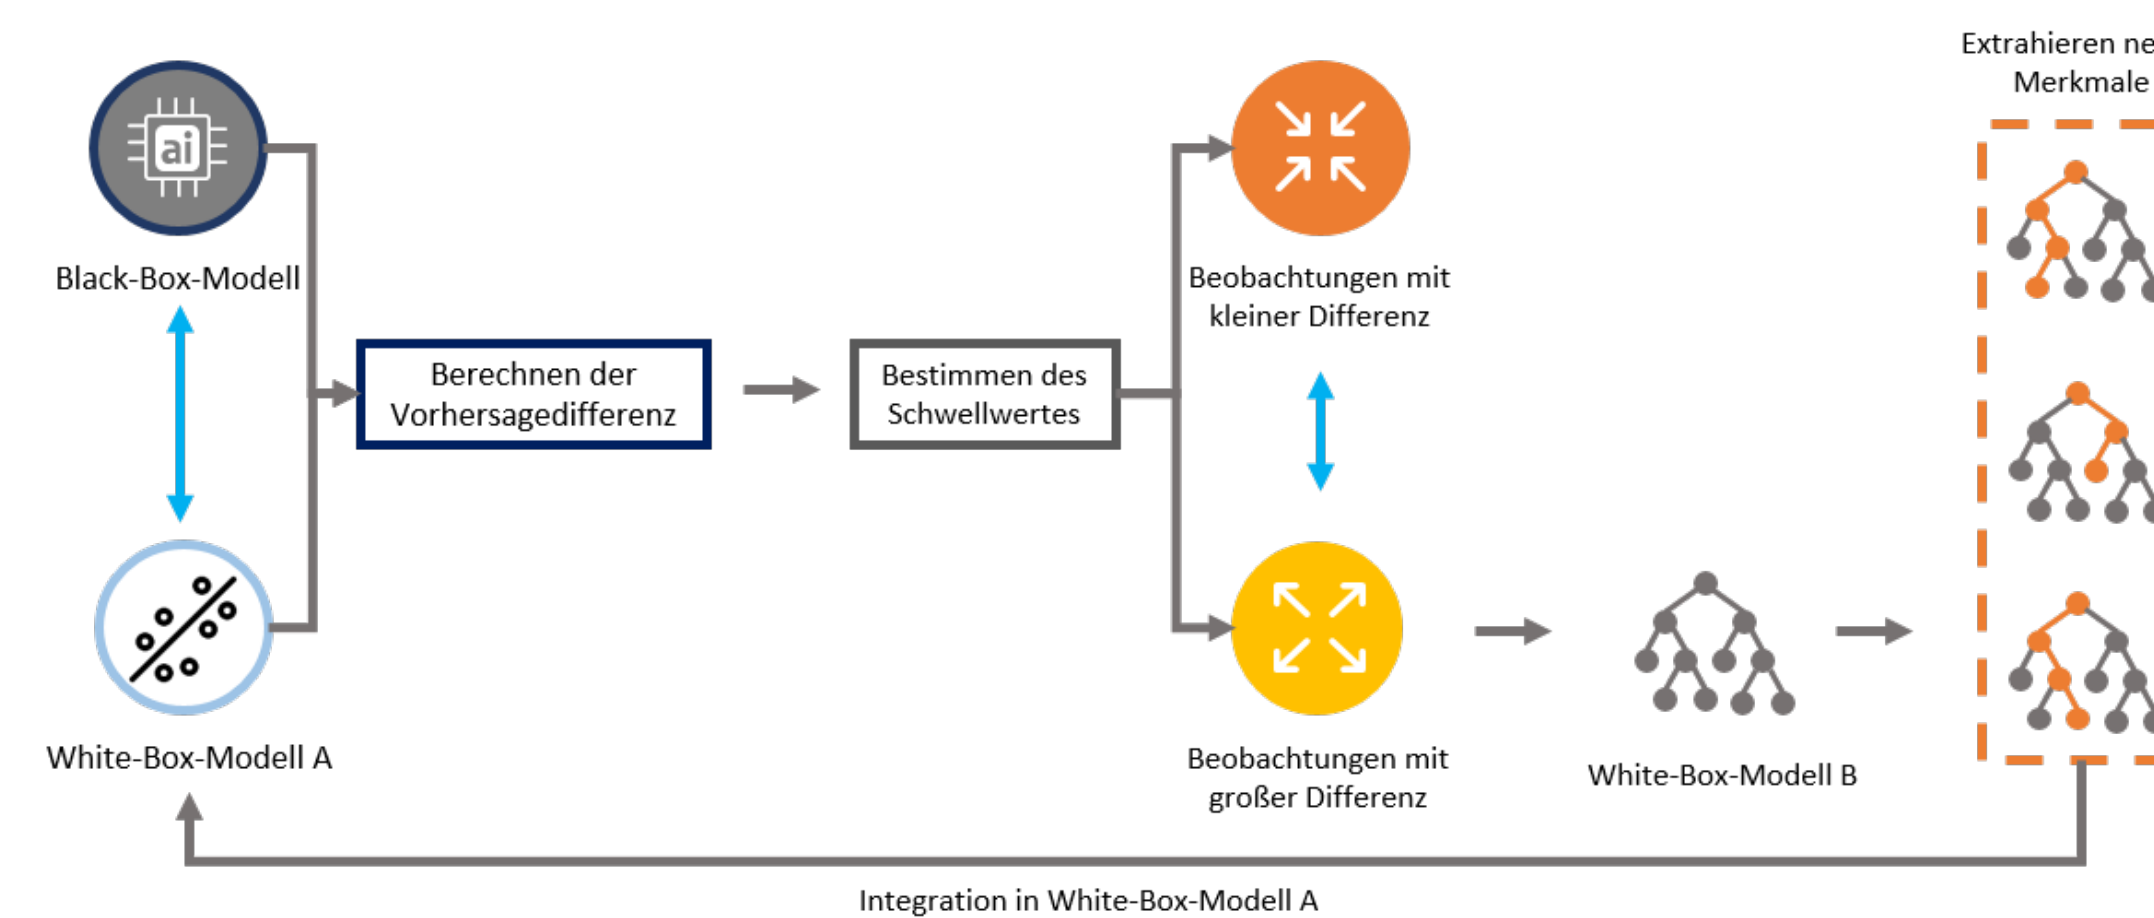 Extrahieren ne
Merkmale
ai
Black-Box-Modell
Beobachtungen mit
kleiner Differenz
Berechnen der
Vorhersagedifferenz
Bestimmen des
Schwellwertes
White-Box-Modell A
Beobachtungen mit
großer Differenz
White-Box-Modell B
Integration in White-Box-Modell A